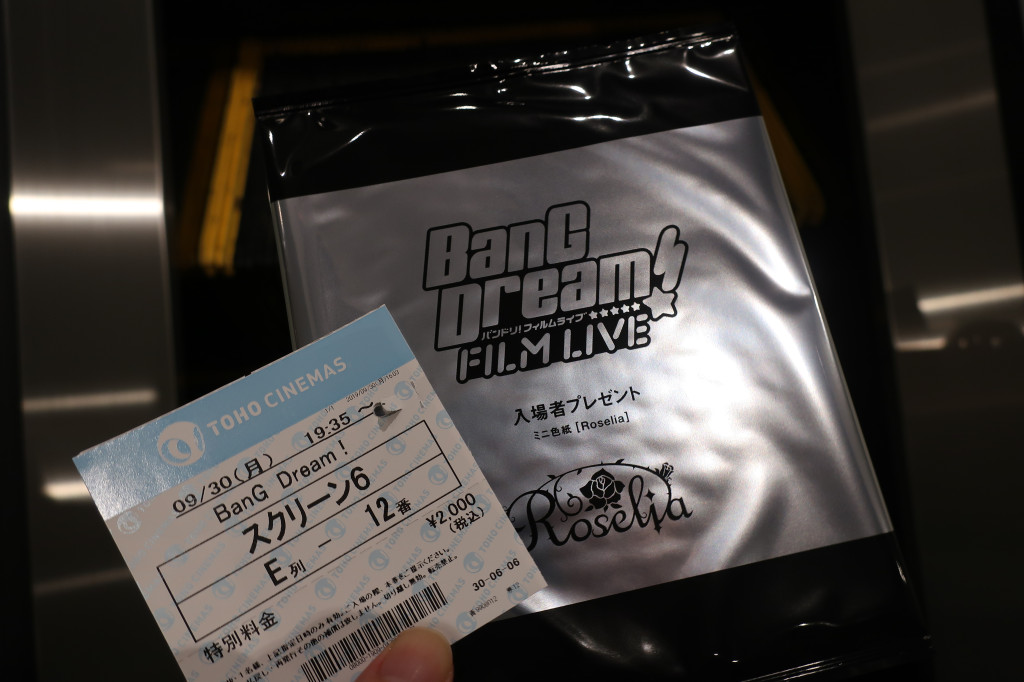 BanG
Dream!
バンドリ!フィルムライブ
FILM LIVE
入場者プレゼント
ミニ色紙 [Roselia]
Roselia
TOHO CINEMAS
09/30(月) 19:35 ~
BanG Dream!
スクリーン6
E列 - 12番
¥2,000
(税込)
特別料金
30-06-06